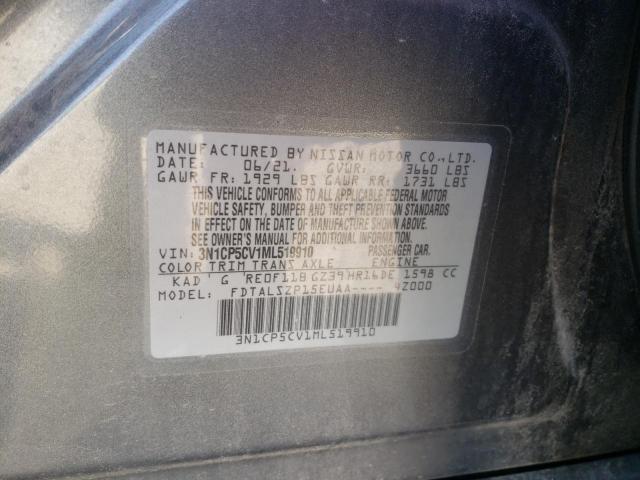 MANUFACTURED BY NISSAN MOTOR CO., LTD.
DATE: 06/21. GVWR: 3660 LBS
GAWR FR: 1929 LBS GAWR RR: 1731 LBS
THIS VEHICLE CONFORMS TO ALL APPLICABLE FEDERAL MOTOR
VEHICLE SAFETY, BUMPER AND THEFT PREVENTION STANDARDS
IN EFFECT ON THE DATE OF MANUFACTURE SHOWN ABOVE.
SEE OWNER'S MANUAL FOR ADDITIONAL INFORMATION
VIN: 3N1CP5CV1ML519910 PASSENGER CAR.
COLOR TRIM TRANS AXLE ENGINE
KAD G RE0F11B GZ39 HR16DE 1598 CC
MODEL: FDTALSZP15EUAA---- 4Z000
3N1CP5CV1ML519910